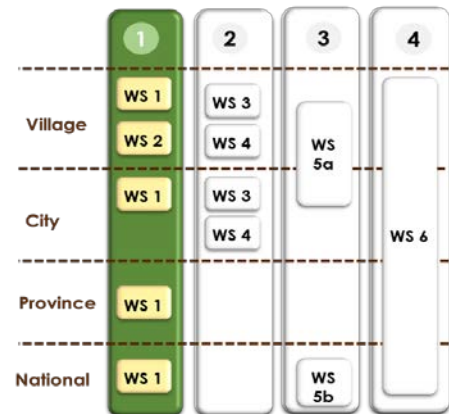 1 2 3 4
Village
WS 1
WS 2
WS 3
WS 4
WS
5a
City
WS 1
WS 3
WS 4
WS 6
Province
WS 1
National
WS 1
WS
5b